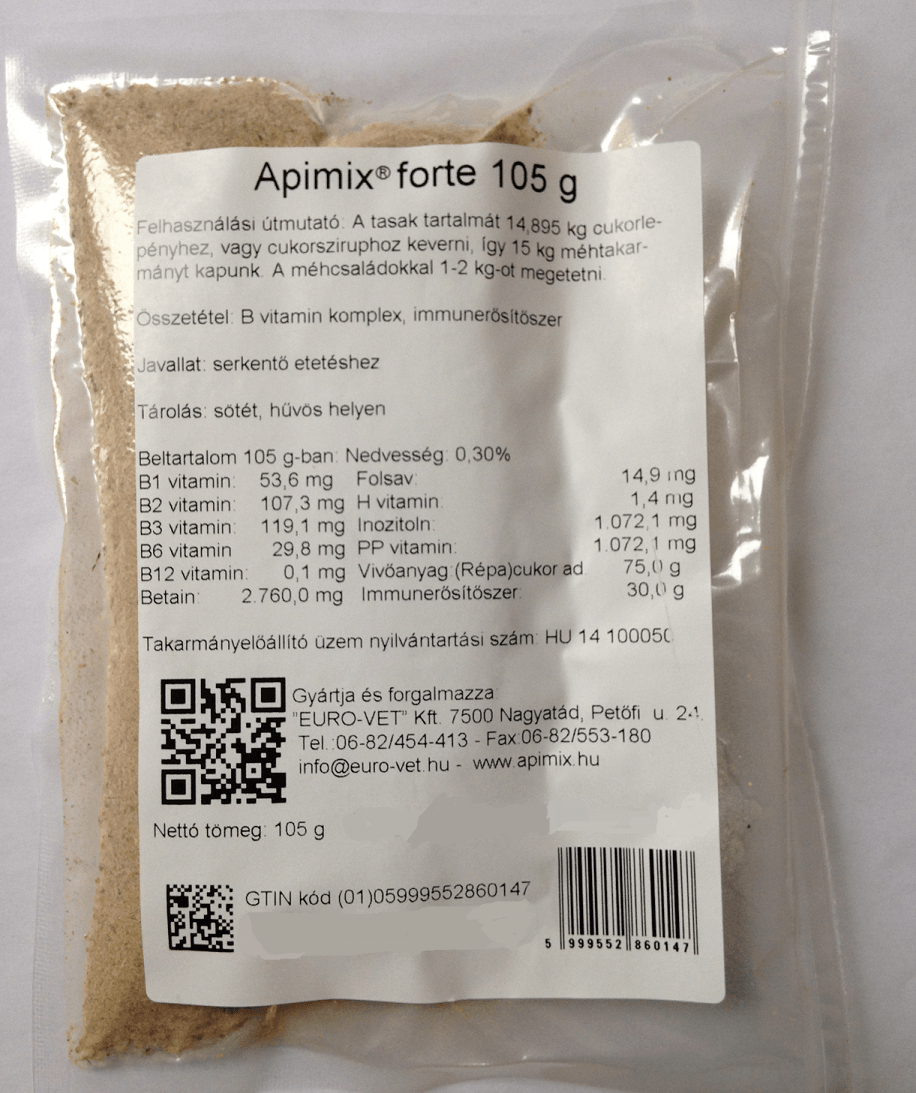 Apimix® forte 105 g
Felhasználási útmutató: A tasak tartalmát 14,895 kg cukorle-
pényhez, vagy cukorsziruphoz keverni, így 15 kg méhtakar-
mányt kapunk. A méhcsaládokkal 1-2 kg-ot megetetni.
Összetétel: B vitamin komplex, immunerősítöszer
Javallat: serkentö etetéshez
Tárolás: sötét, hűvös helyen
Beltartalom 105 g-ban: Nedvesség: 0,30%
B1 vitamin: 53,6 mg Folsav: 14,9 mg
B2 vitamin: 107,3 mg H vitamin: 1,4 mg
B3 vitamin: 119,1 mg Inozitoln: 1.072,1 mg
B6 vitamin 29,8 mg PP vitamin: 1.072,1 mg
B12 vitamin: 0,1 mg Vivöanyag:(Répa)cukor ad 75,0 g
Betain: 2.760,0 mg Immunerősítöszer: 30,0 g
Takarmányelöállító üzem nyilvántartási szám: HU 14 100050
Gyártja és forgalmazza:
"EURO-VET" Kft. 7500 Nagyatád, Petöfi u. 24.
Tel.:06-82/454-413 - Fax:06-82/553-180
info@euro-vet.hu - www.apimix.hu
Nettó tömeg: 105 g
GTIN kód (01)05999552860147
5 999552 860147